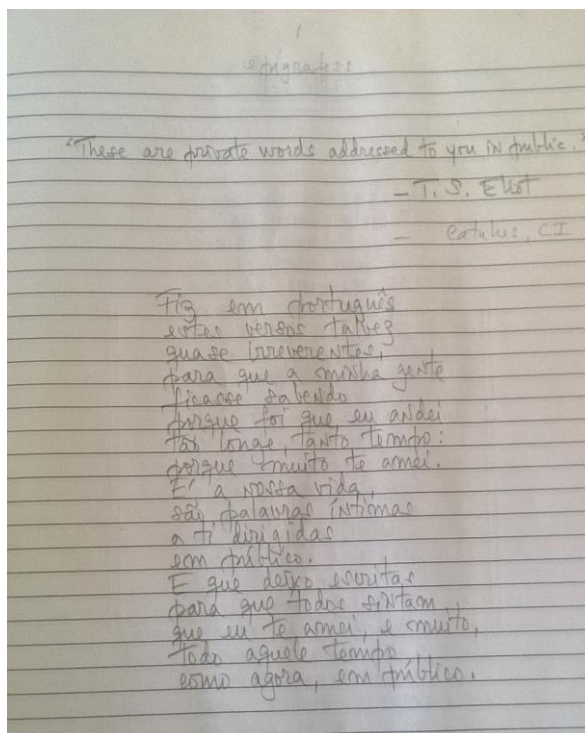 1
epígrafes:
"These are private words addressed to you in public."
– T. S. Eliot
– Catulus, CI
Fiz em português
estes versos talvez
quase irreverentes,
para que a minha gente
ficasse sabendo
porque foi que eu andei
tão longe, tanto tempo:
porque muito te amei.
É a nossa vida,
são palavras íntimas
a ti dirigidas
em público.
E que deixo escritas
para que todos sintam
que eu te amei, e muito,
todo aquele tempo
como agora, em público.